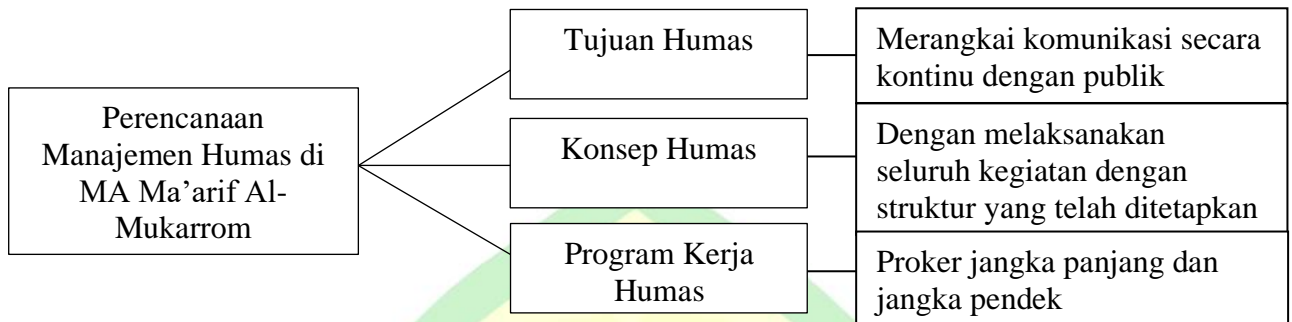 Perencanaan
Manajemen Humas di
MA Ma’arif Al-
Mukarrom
Tujuan Humas
Merangkai komunikasi secara
kontinu dengan publik
Konsep Humas
Dengan melaksanakan
seluruh kegiatan dengan
struktur yang telah ditetapkan
Program Kerja
Humas
Proker jangka panjang dan
jangka pendek